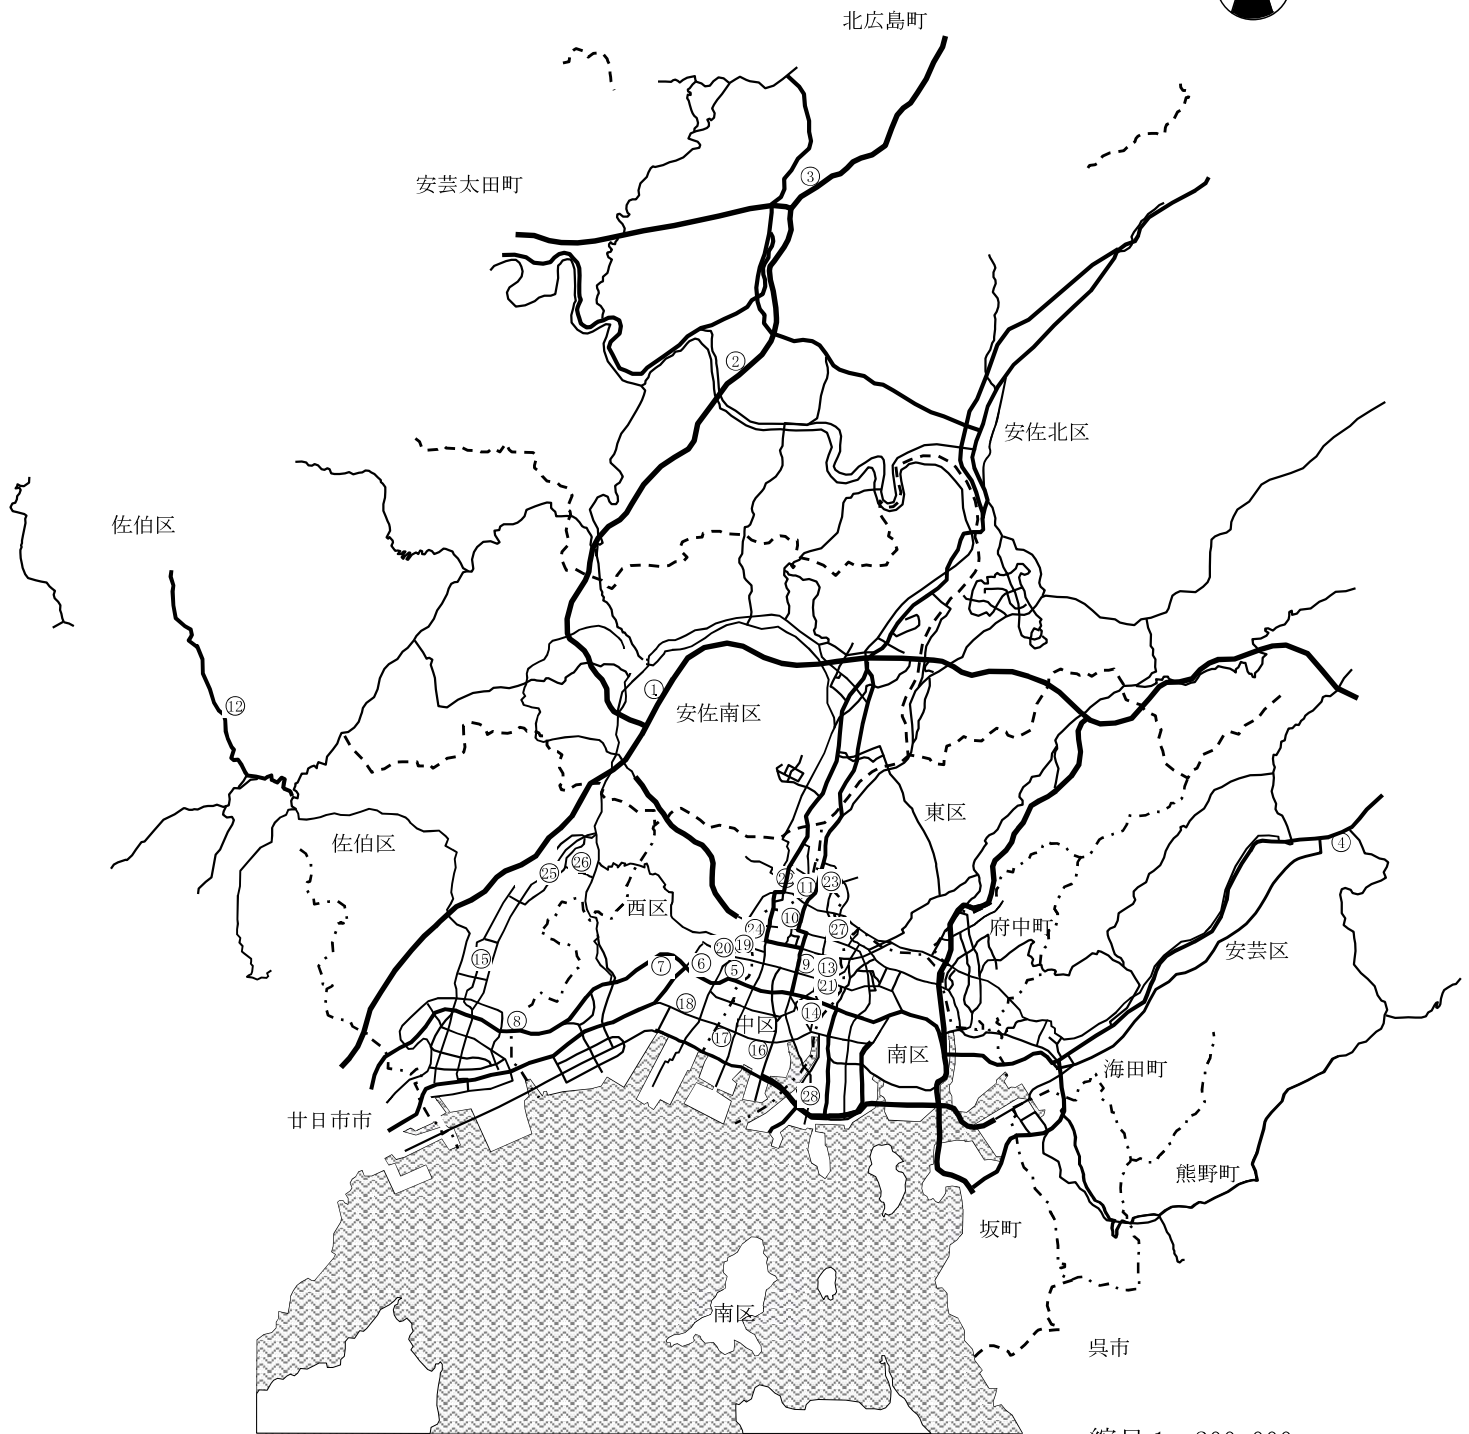 北広島町
③
安芸太田町
②
安佐北区
佐伯区
①
⑫
安佐南区
東区
佐伯区
④
㉖
㉕
㉒
⑪
㉓
西区
⑩
府中町
㉔
㉗
⑳
⑲
安芸区
⑮
⑦
⑥
⑤
⑨
⑬
㉑
⑱
⑭
⑧
中区
⑰
⑯
南区
海田町
㉘
廿日市市
熊野町
坂町
南区
呉市